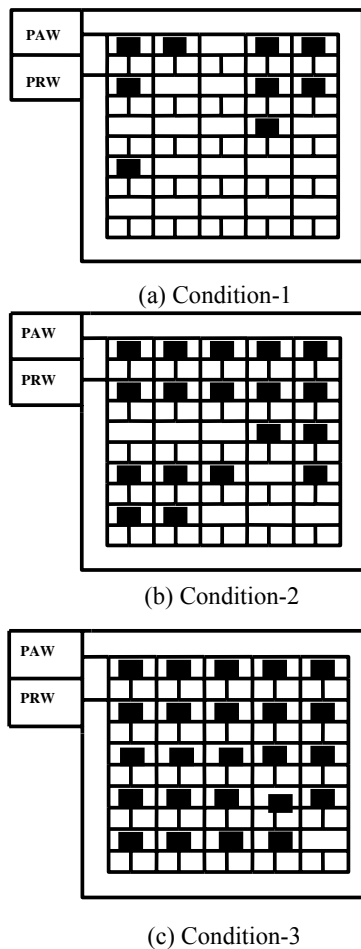 PAW
PRW
(a) Condition-1
PAW
PRW
(b) Condition-2
PAW
PRW
(c) Condition-3